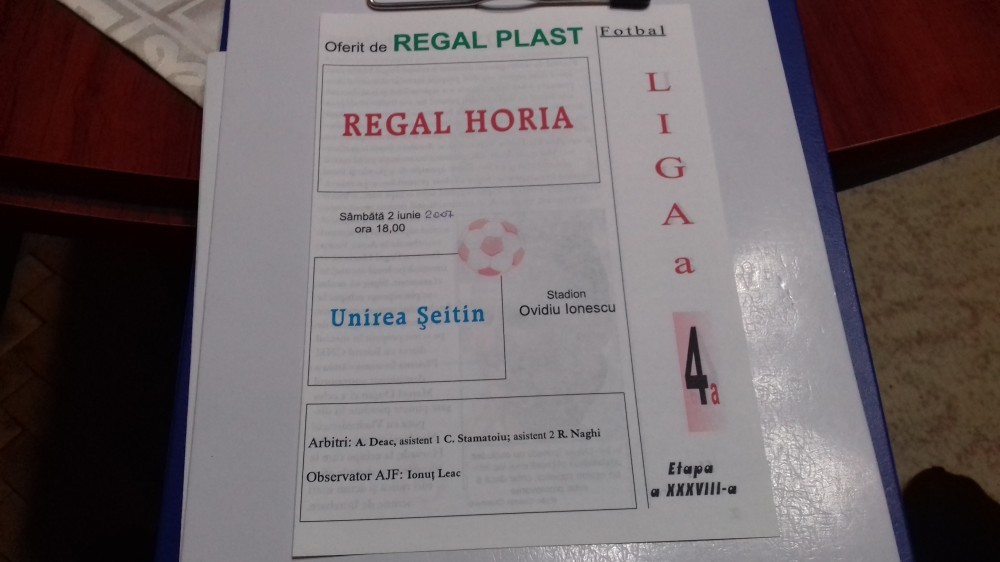 Oferit de REGAL PLAST
REGAL HORIA
Sâmbătă 2 iunie 2007
ora 18,00
Unirea Şeitin
Stadion
Ovidiu Ionescu
Arbitri: A. Deac, asistent 1 C. Stamatoiu; asistent 2 R. Naghi
Observator AJF: Ionuţ Leac
Fotbal
L
I
G
A
a
4a
Etapa
a XXXVIII-a